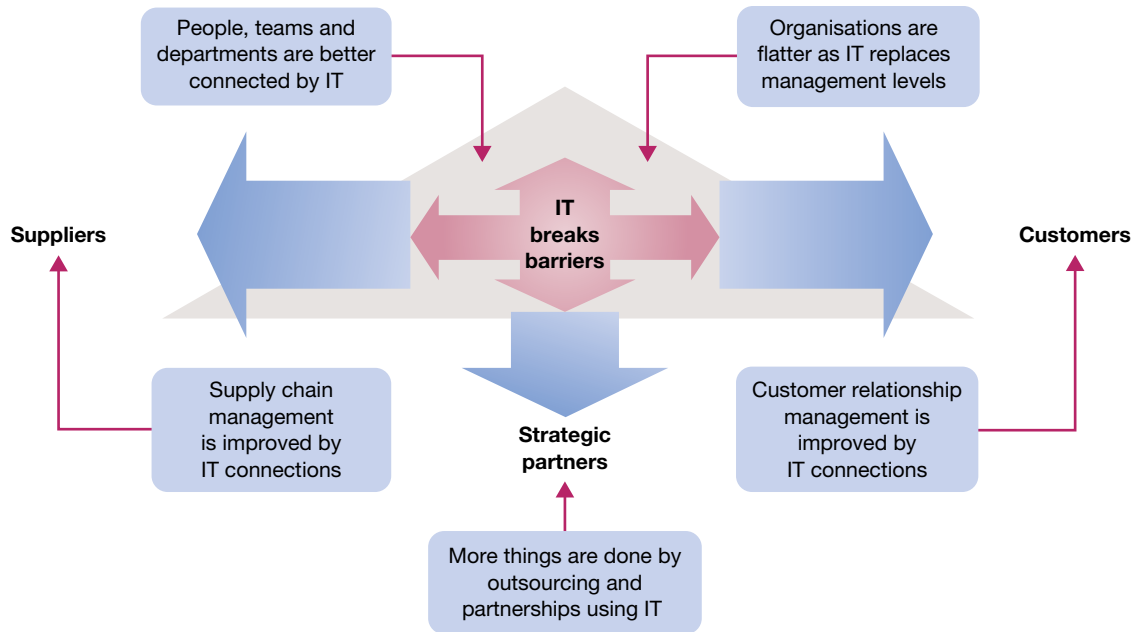 People, teams and
departments are better
connected by IT
Organisations are
flatter as IT replaces
management levels
IT
breaks
barriers
Suppliers
Customers
Supply chain
management
is improved by
IT connections
Customer relationship
management is
improved by
IT connections
Strategic
partners
More things are done by
outsourcing and
partnerships using IT